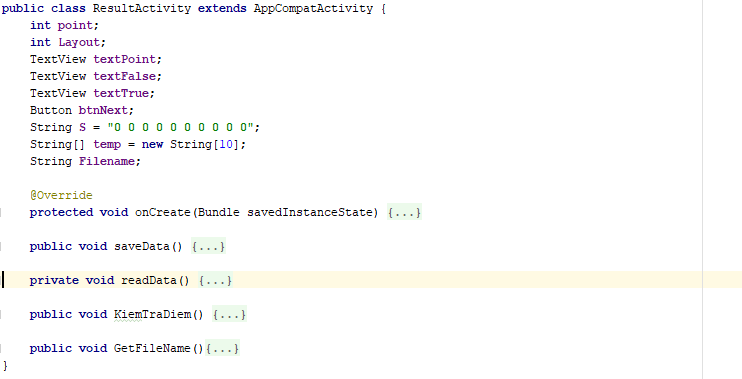 public class ResultActivity extends AppCompatActivity {
int point;
int Layout;
TextView textPoint;
TextView textFalse;
TextView textTrue;
Button btnNext;
String S = "0 0 0 0 0 0 0 0 0 0";
String[] temp = new String[10];
String Filename;
@Override
protected void onCreate(Bundle savedInstanceState) {...}
public void saveData() {...}
private void readData() {...}
public void KiemTraDiem() {...}
public void GetFileName(){...}
}